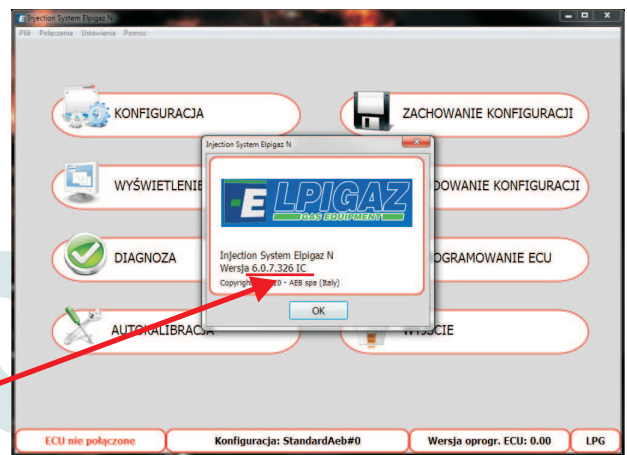 Injection System Elpigaz N
Plik Połączenie Ustawienia Pomoc
KONFIGURACJA
ZACHOWANIE KONFIGURACJI
Injection System Elpigaz N
DOWANIE KONFIGURACJI
DIAGNOZA
OGRAMOWANIE ECU
AUTOKALIBRACJA
ELPIGAZ
GAS EQUIPMENT
Injection System Elpigaz N
Wersja 6.0.7.326 IC
AEB spa (Italy)
OK
WYŚWIETLENIE
ECU nie połączone
Konfiguracja: StandardAeb#0
Wersja oprogr. ECU: 0.00
LPG